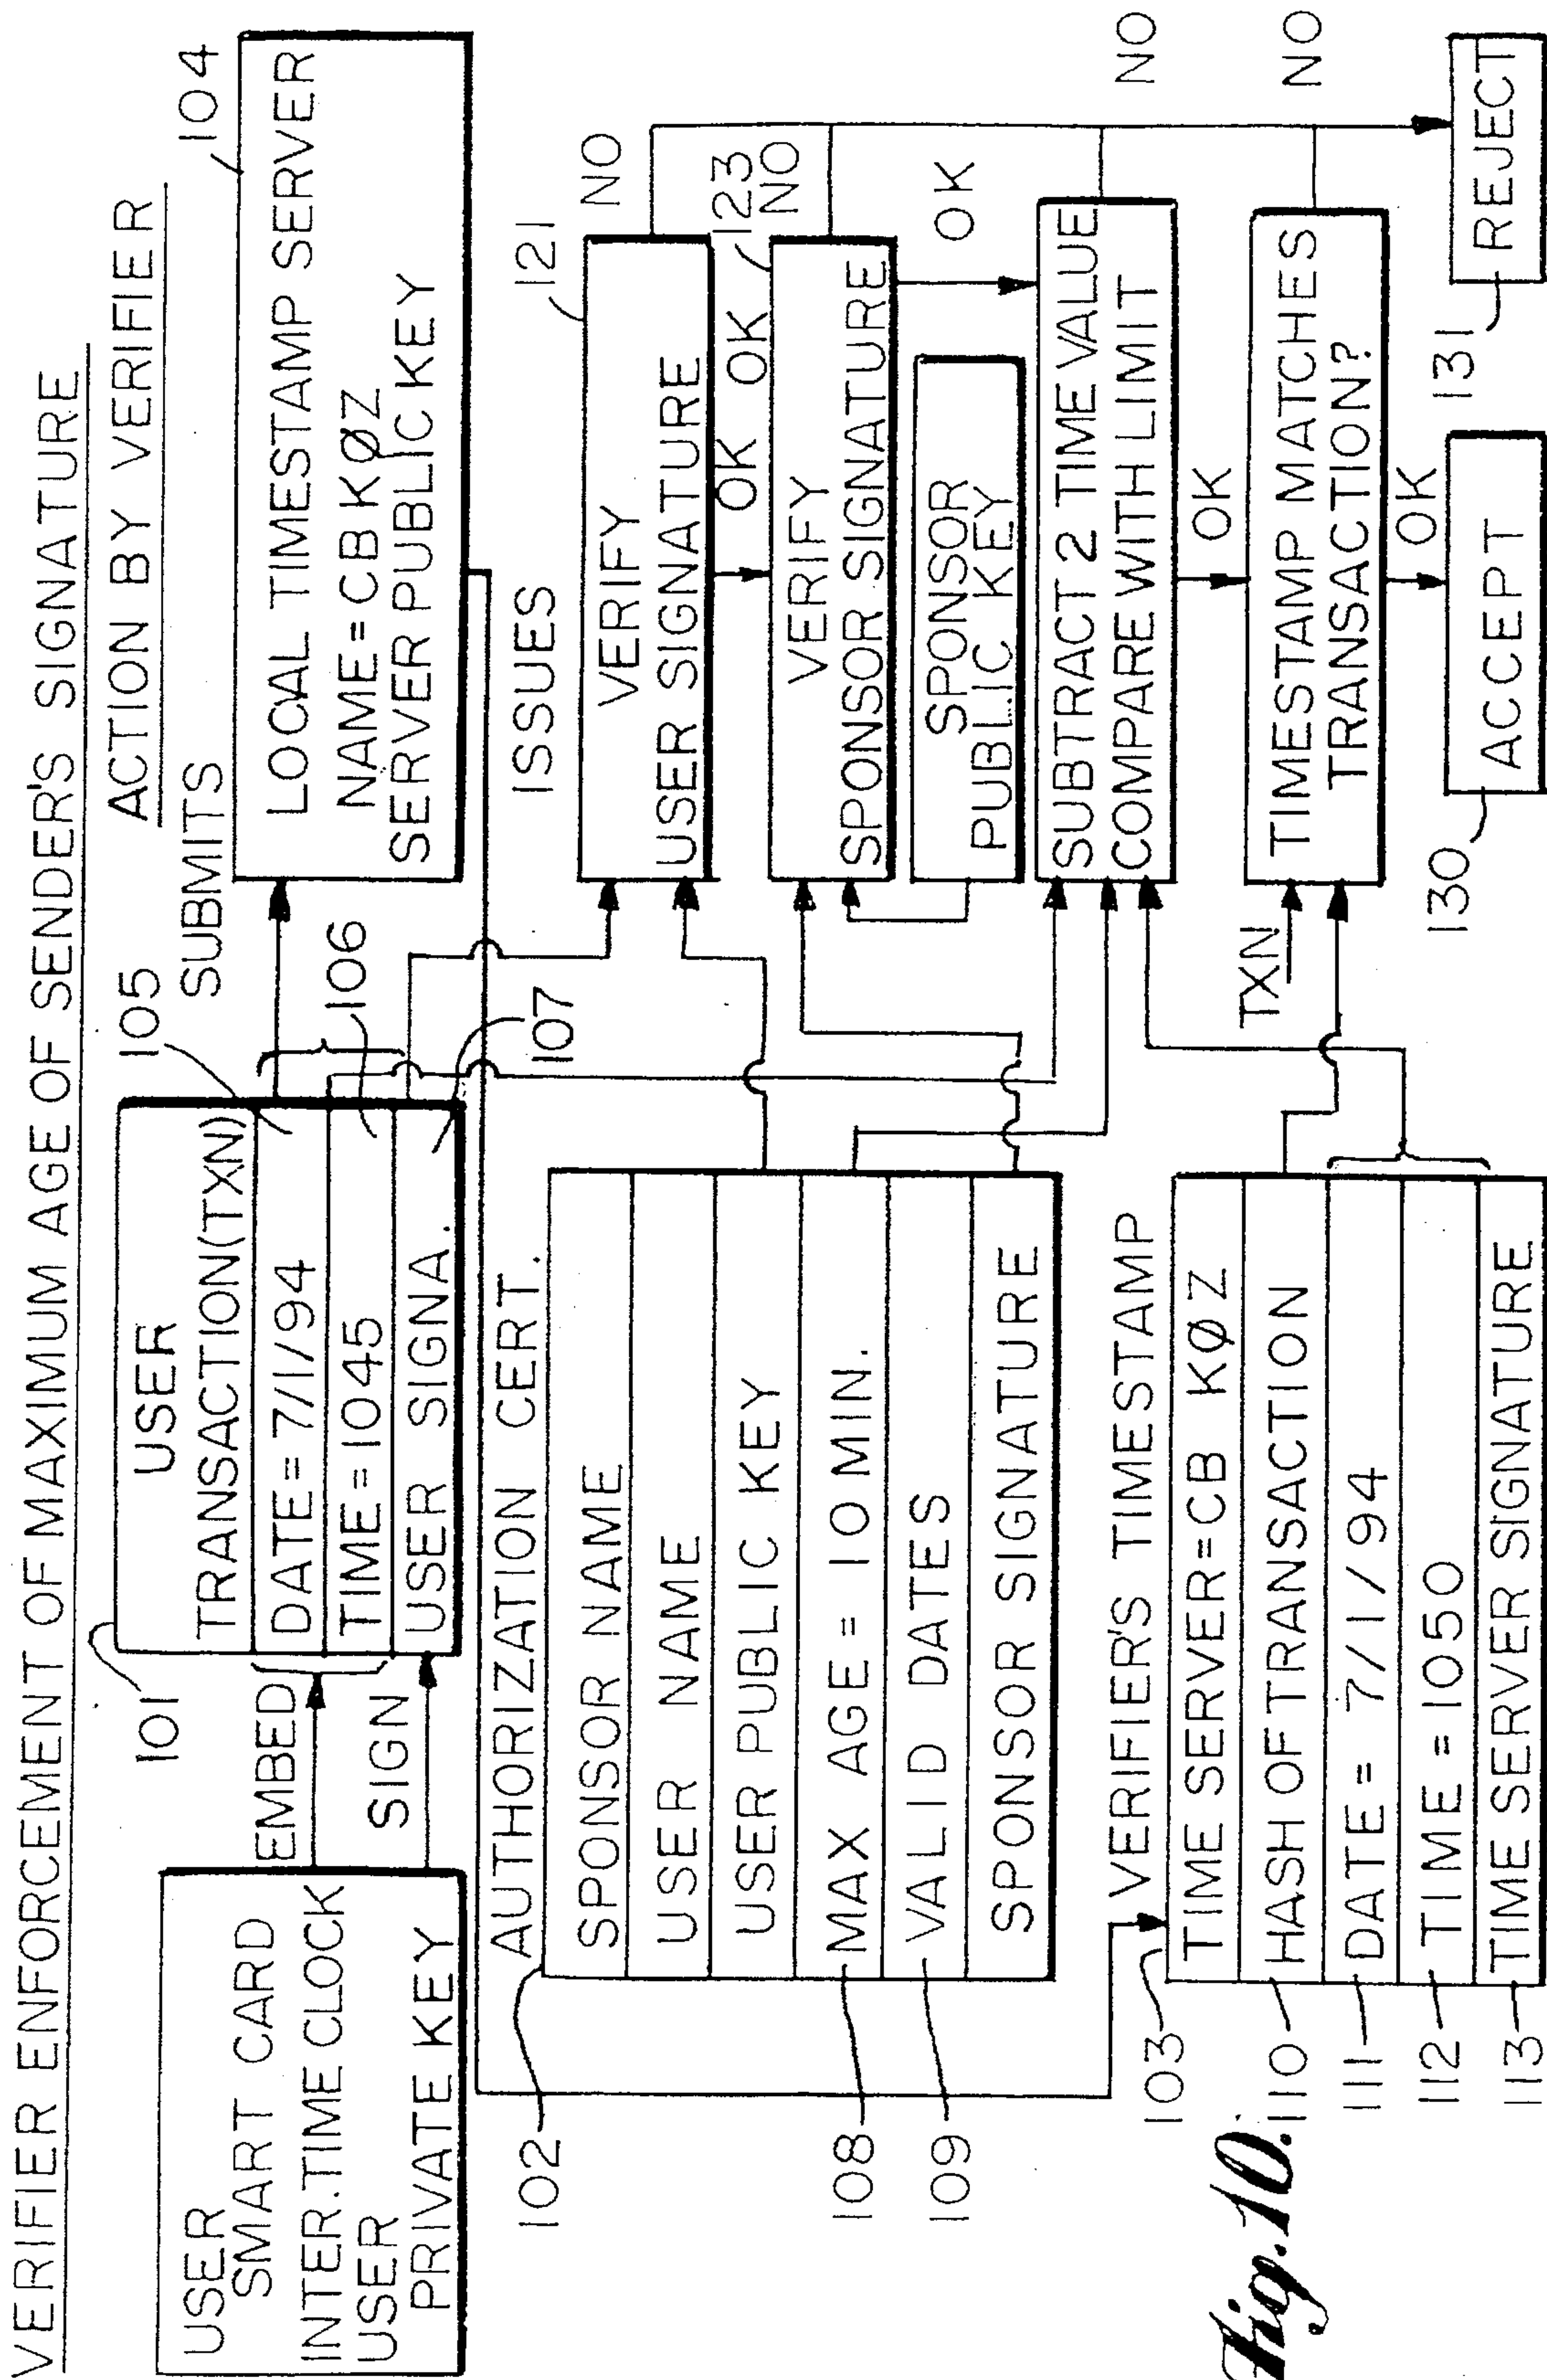 VERIFIER ENFORCEMENT OF MAXIMUM AGE OF SENDER'S SIGNATURE
ACTION BY VERIFIER
USER
SMART CARD
INTER.TIME CLOCK
USER
PRIVATE KEY
EMBED
SIGN
101
USER
TRANSACTION(TXN)
DATE=7/1/94
TIME=1045
USER SIGNA.
105
106
107
SUBMITS
104
LOCAL TIMESTAMP SERVER
NAME=CB KØZ
SERVER PUBLIC KEY
ISSUES
102
AUTHORIZATION CERT.
SPONSOR NAME
USER NAME
USER PUBLIC KEY
MAX AGE = 10 MIN.
VALID DATES
SPONSOR SIGNATURE
108
109
121
VERIFY
USER SIGNATURE
NO
OK OK
123
NO
VERIFY
SPONSOR SIGNATURE
OK
SPONSOR
PUBLIC KEY
SUBTRACT 2 TIME VALUE
COMPARE WITH LIMIT
NO
OK
103
VERIFIER'S TIMESTAMP
TIME SERVER=CB KØZ
HASH OF TRANSACTION
DATE = 7/1/94
TIME = 1050
TIME SERVER SIGNATURE
110
111
112
113
TXN
TIMESTAMP MATCHES
TRANSACTION?
NO
OK
130
ACCEPT
131
REJECT
Fig. 10.